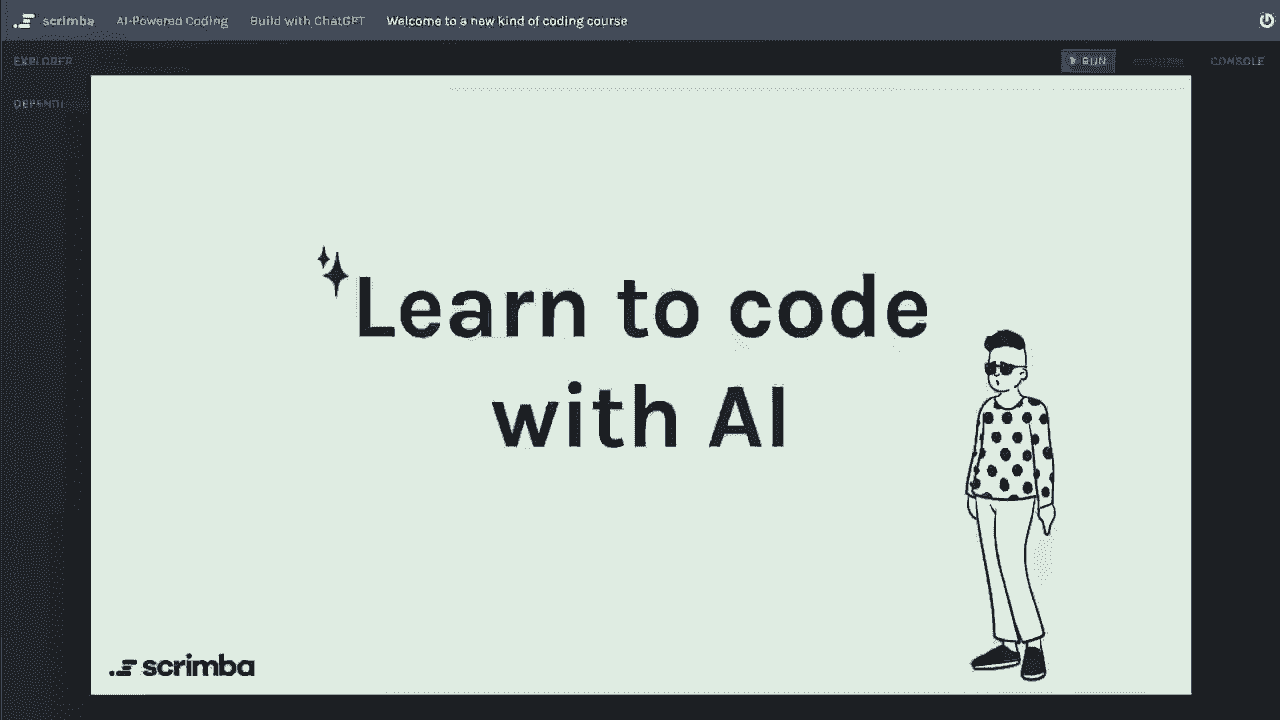 scrimba AI-Powered Coding Build with ChatGPT Welcome to a new kind of coding course
EXPLORER
RUN
CONSOLE
DEPENDE
Learn to code
with AI
scrimba